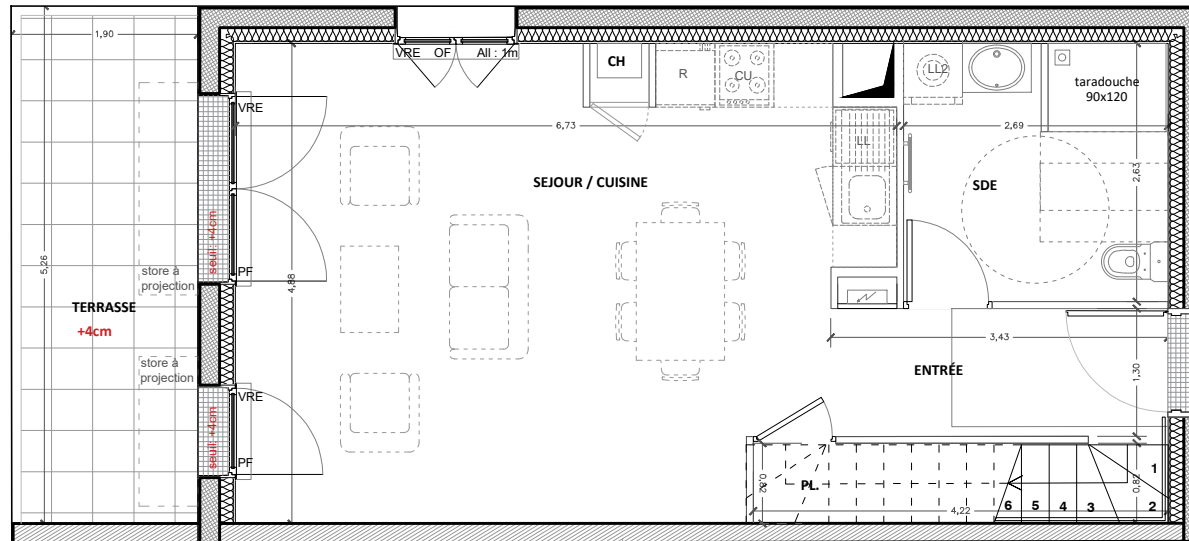 1,90
VRE OF All : 1m
CH
R
CU
LL2
taradouche
90x120
VRE
6,73
2,69
LL
SEJOUR / CUISINE
SDE
2,63
seuil: +4cm
5,26
store à
projection
PF
4,88
TERRASSE
+4cm
store à
projection
3,43
ENTRÉE
1,30
VRE
seuil: +4cm
PF
0,82
PL.
4,22
6 5 4 3 2
1
0,82